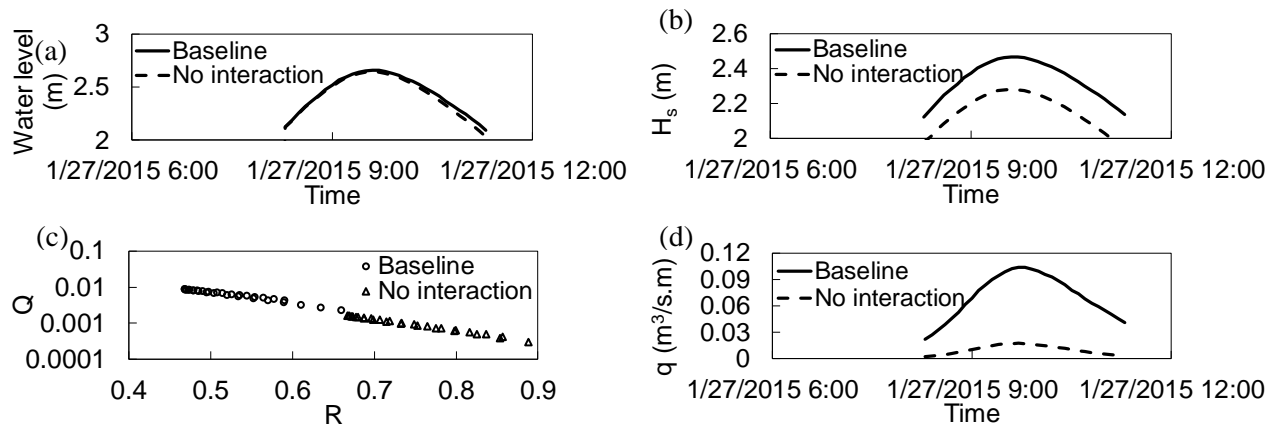 (a)
Water level
(m)
3
2.5
2
Baseline
No interaction
1/27/2015 6:00
1/27/2015 9:00
1/27/2015 12:00
Time
(b)
H_s (m)
2.6
2.4
2.2
2
Baseline
No interaction
1/27/2015 6:00
1/27/2015 9:00
1/27/2015 12:00
Time
(c)
Q
0.1
0.01
0.001
0.0001
Baseline
No interaction
0.4
0.5
0.6
0.7
0.8
0.9
R
(d)
q (m³/s.m)
0.12
0.09
0.06
0.03
0
Baseline
No interaction
1/27/2015 6:00
1/27/2015 9:00
1/27/2015 12:00
Time